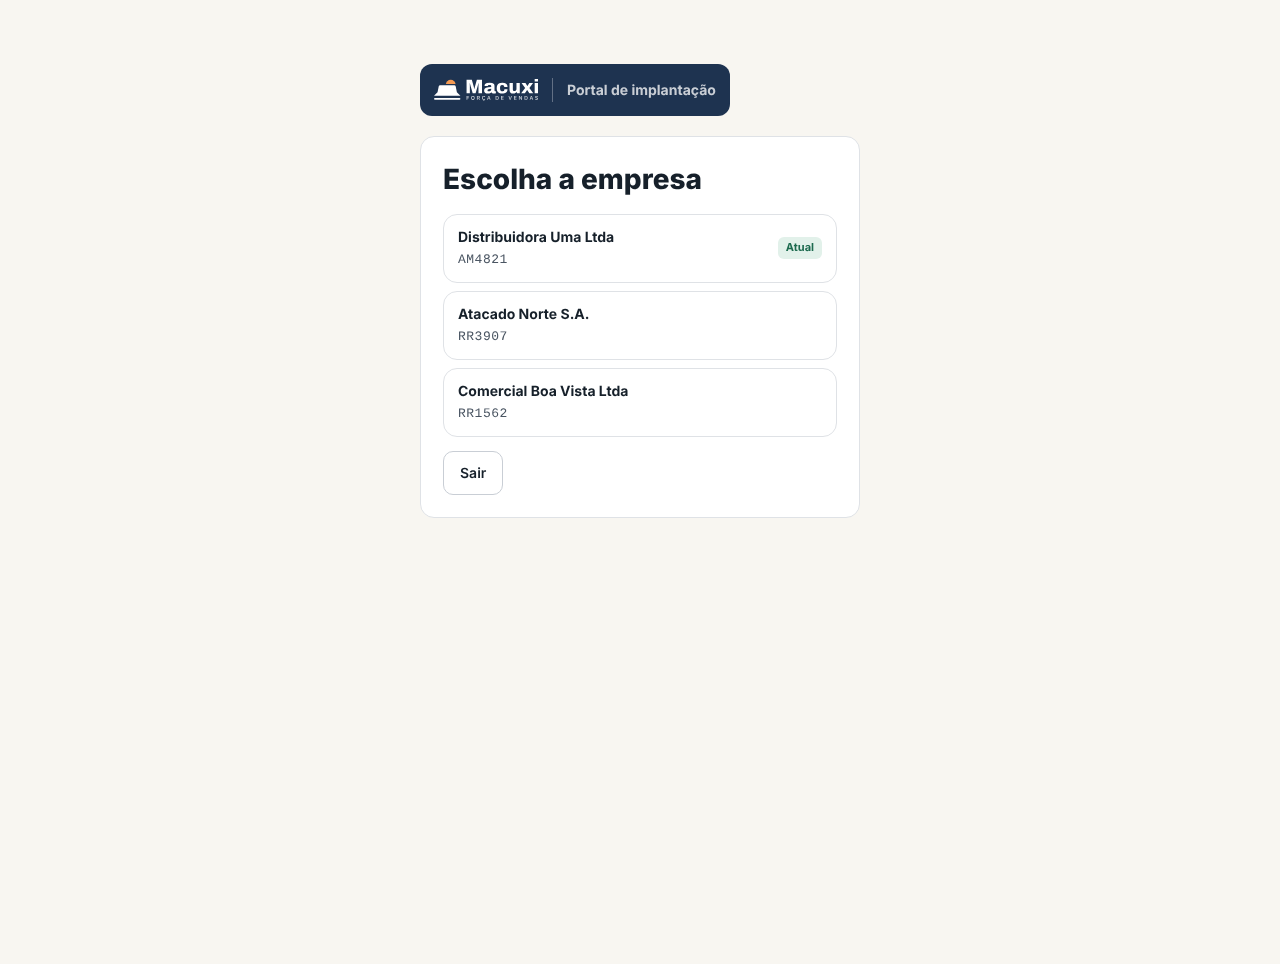 Macuxi
FORÇA DE VENDAS
Portal de implantação
Escolha a empresa
Distribuidora Uma Ltda
AM4821
Atual
Atacado Norte S.A.
RR3907
Comercial Boa Vista Ltda
RR1562
Sair